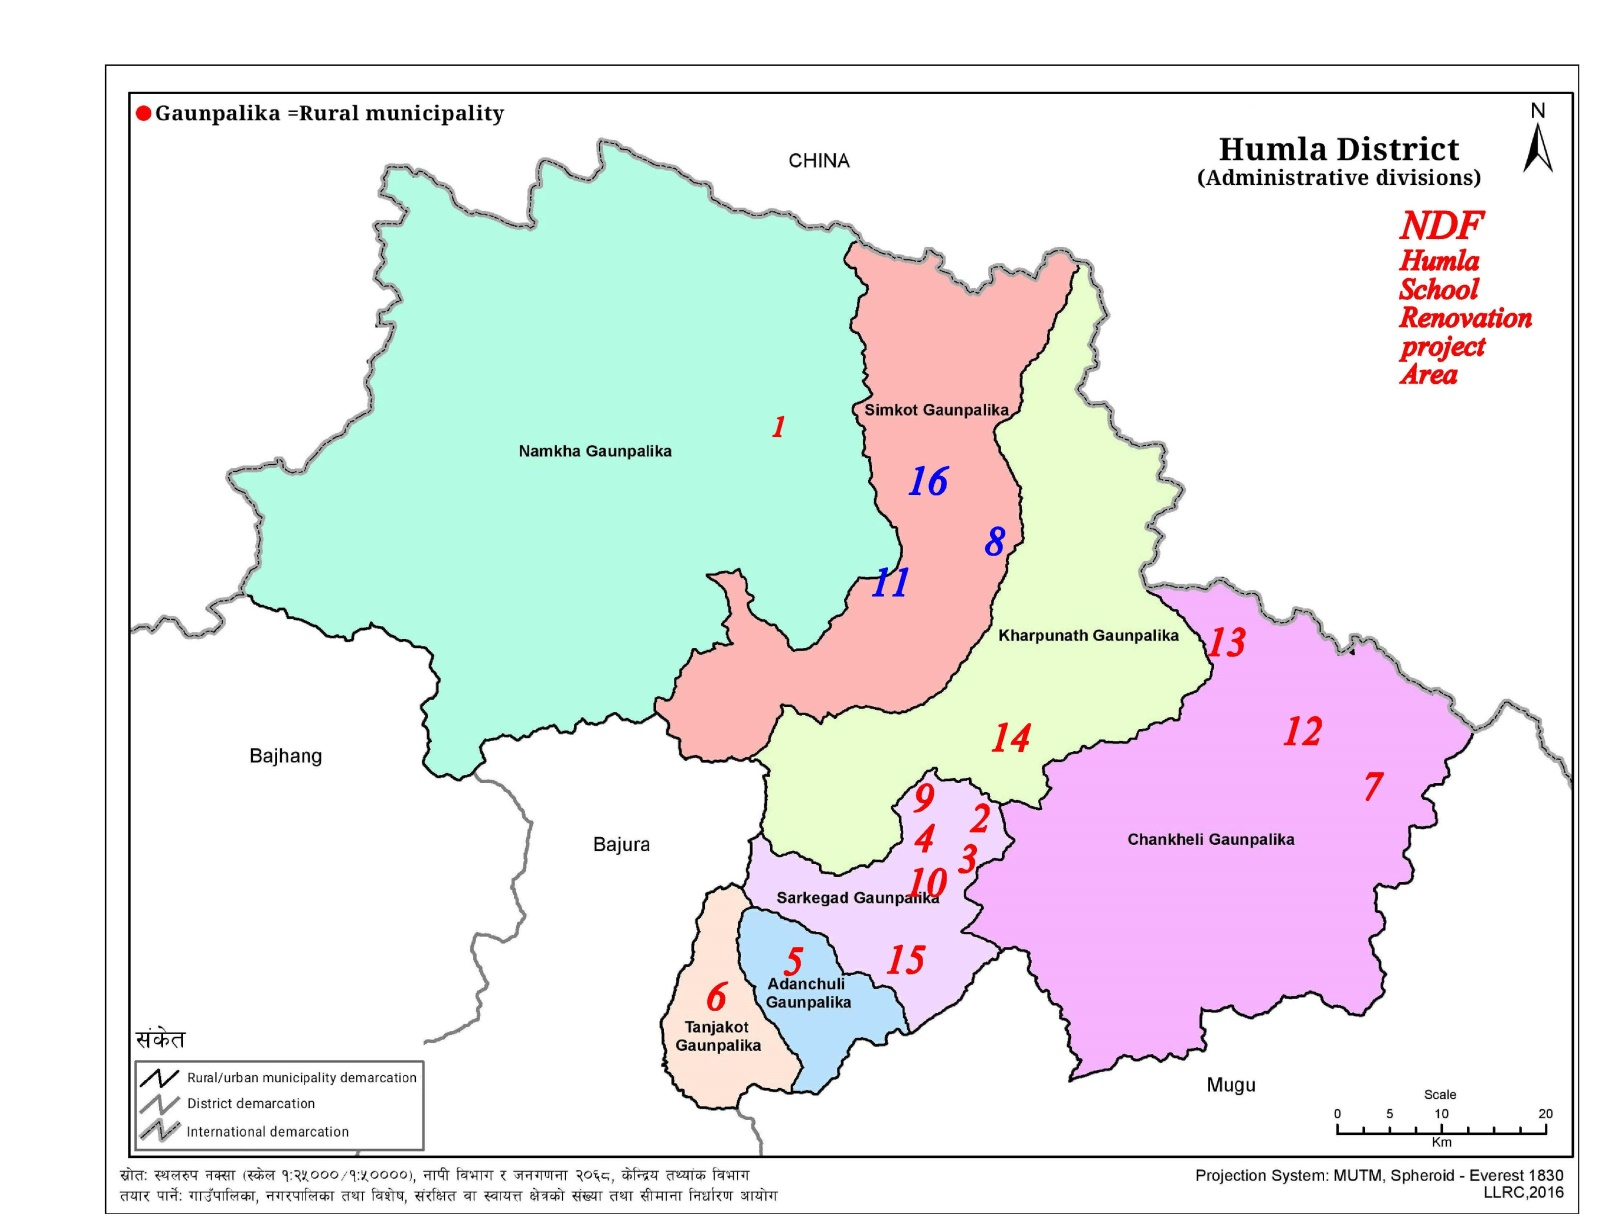 Gaunpalika =Rural municipality
N
CHINA
Humla District
(Administrative divisions)
NDF
Humla
School
Renovation
project
Area
Simkot Gaunpalika
1
Namkha Gaunpalika
16
8
11
Kharpunath Gaunpalika
13
12
14
Bajhang
7
9
2
Bajura
4
Chankheli Gaunpalika
3
10
Sarkegad Gaunpalika
5
15
Adanchuli
Gaunpalika
6
Tanjakot
Gaunpalika
संकेत
Rural/urban municipality demarcation
District demarcation
International demarcation
Mugu
Scale
0 5 10 20
Km
स्रोत: स्थलरुप नक्सा (स्केल १:२५०००/१:५००००), नापी विभाग र जनगणना २०६८, केन्द्रिय तथ्यांक विभाग
तयार पार्ने: गाउँपालिका, नगरपालिका तथा विशेष, संरक्षित वा स्वायत्त क्षेत्रको संख्या तथा सीमाना निर्धारण आयोग
Projection System: MUTM, Spheroid - Everest 1830
LLRC,2016